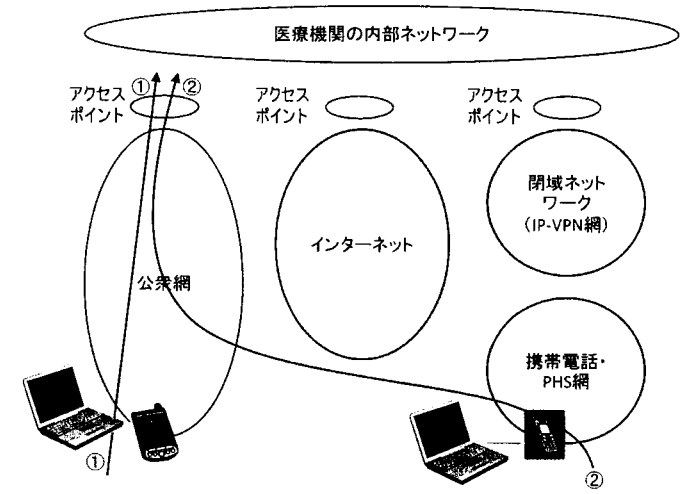 医療機関の内部ネットワーク
① ②
アクセス
ポイント
アクセス
ポイント
アクセス
ポイント
閉域ネット
ワーク
（IP-VPN網）
インターネット
公衆網
携帯電話・
PHS網
①
②